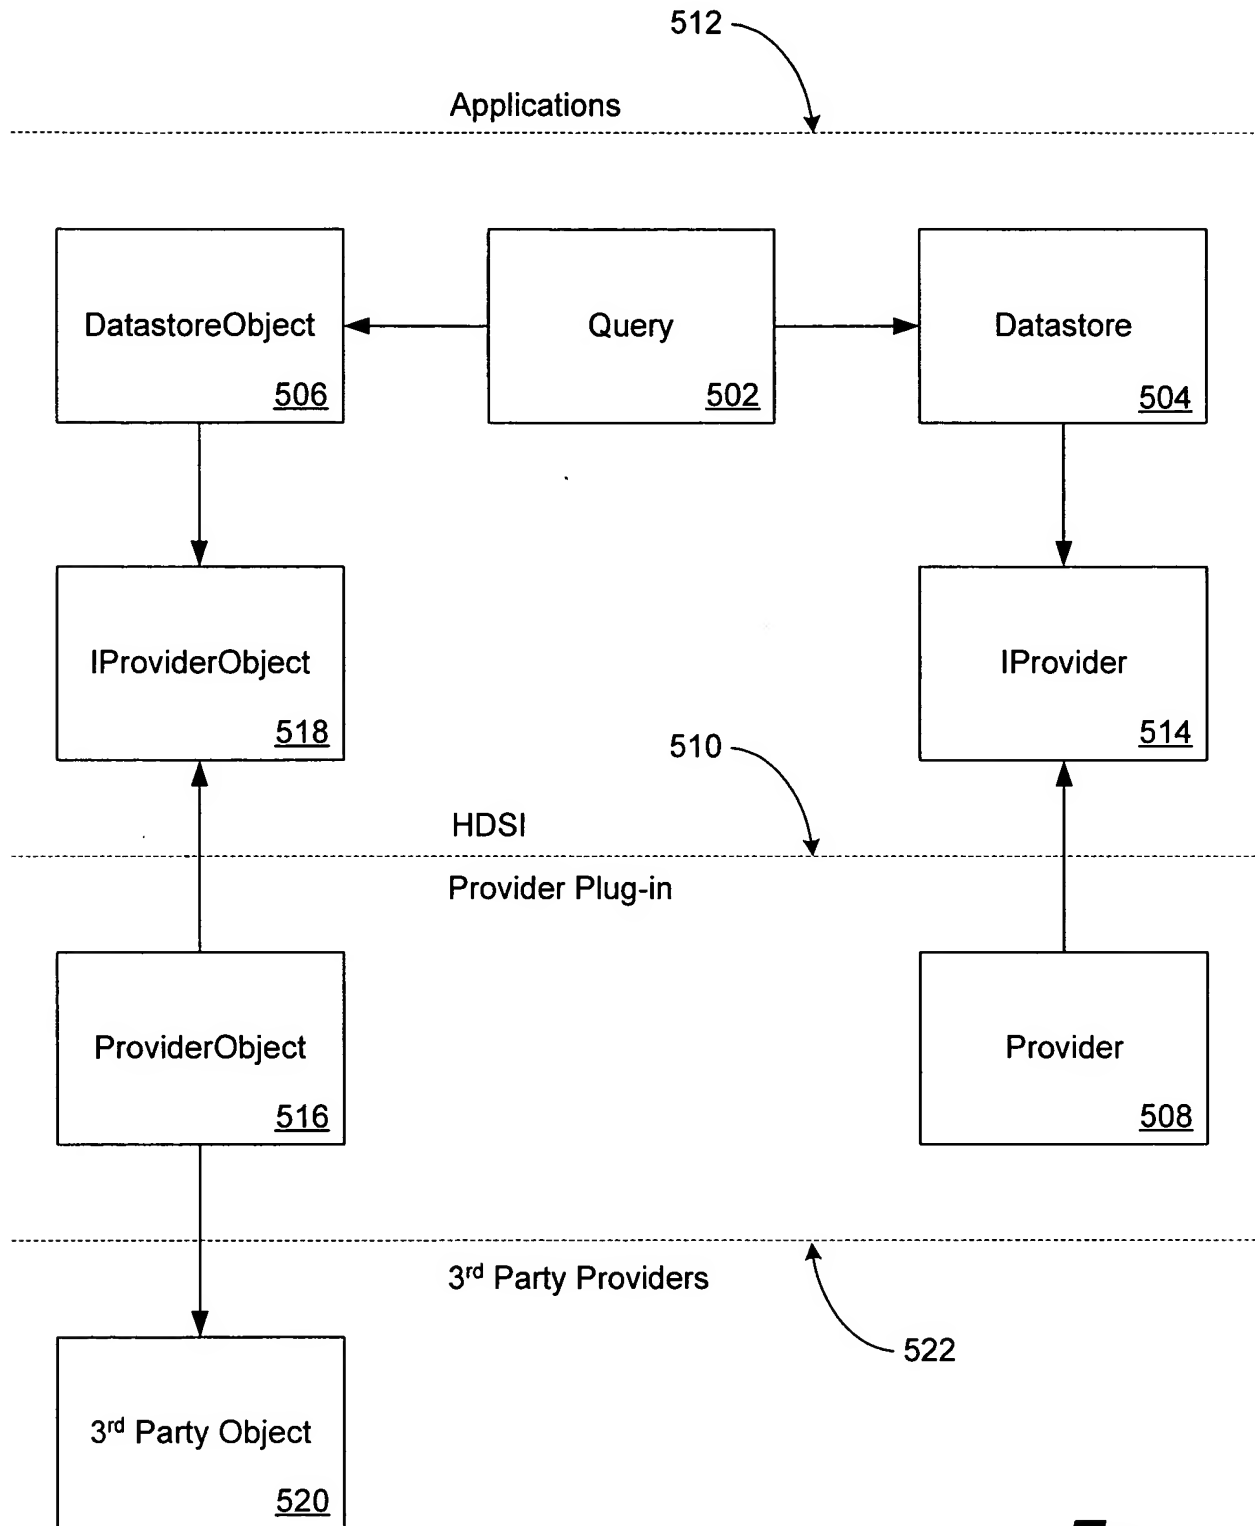 512
Applications
DatastoreObject
506
Query
502
Datastore
504
IProviderObject
518
IProvider
514
510
HDSI
Provider Plug-in
ProviderObject
516
Provider
508
3rd Party Providers
522
3rd Party Object
520